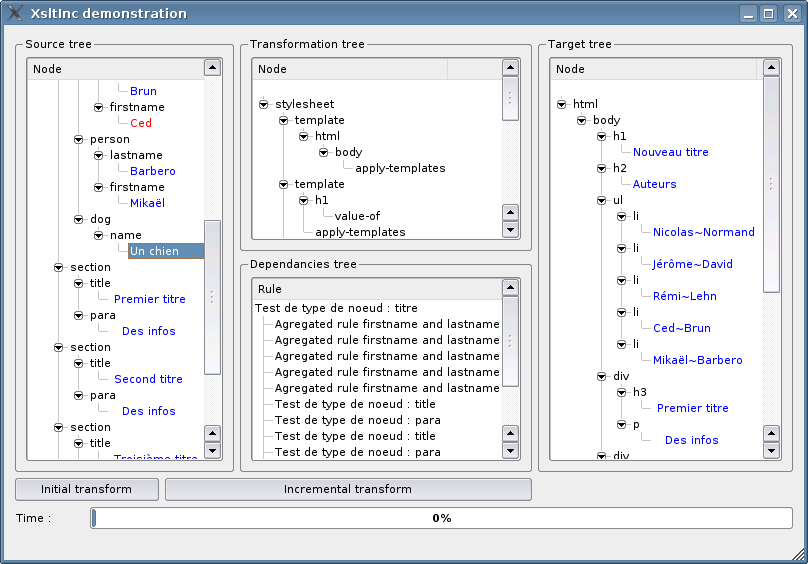 XsltInc demonstration
Source tree
Node
Brun
firstname
Ced
person
lastname
Barbero
firstname
Mikaël
dog
name
Un chien
section
title
Premier titre
para
Des infos
section
title
Second titre
para
Des infos
section
title
Troisième titre
Transformation tree
Node
stylesheet
template
html
body
apply-templates
template
h1
value-of
apply-templates
Dependancies tree
Rule
Test de type de noeud : titre
Agregated rule firstname and lastname
Agregated rule firstname and lastname
Agregated rule firstname and lastname
Agregated rule firstname and lastname
Agregated rule firstname and lastname
Test de type de noeud : title
Test de type de noeud : para
Test de type de noeud : title
Test de type de noeud : para
Target tree
Node
html
body
h1
Nouveau titre
h2
Auteurs
ul
li
Nicolas~Normand
li
Jérôme~David
li
Rémi~Lehn
li
Ced~Brun
li
Mikaël~Barbero
div
h3
Premier titre
p
Des infos
div
Initial transform
Incremental transform
Time :
0%